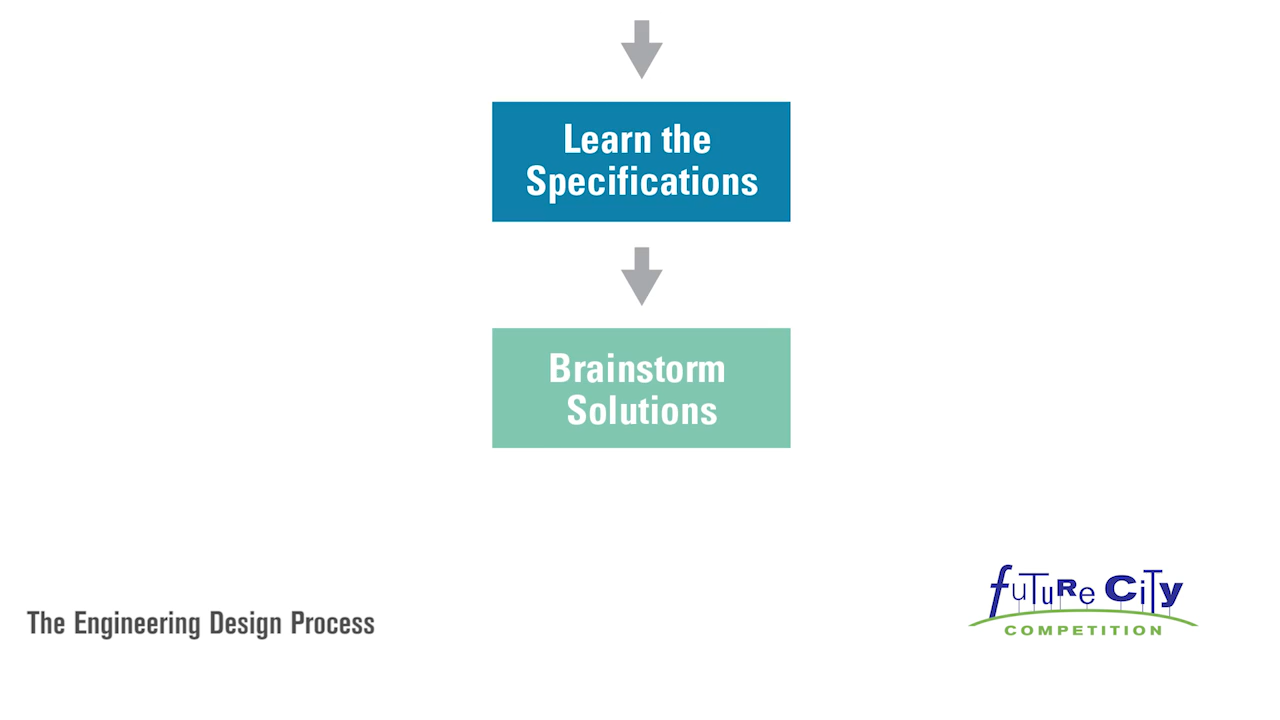 Learn the
Specifications
Brainstorm
Solutions
The Engineering Design Process
fuTuRe CiTy
COMPETITION